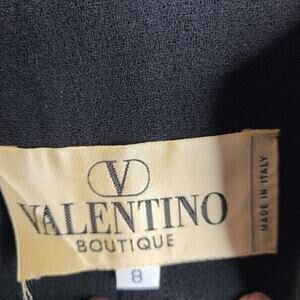 V
VALENTINO
BOUTIQUE
MADE IN ITALY
8